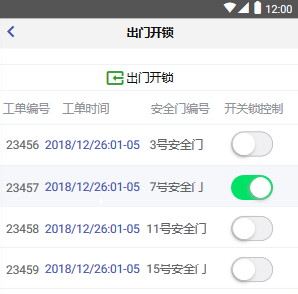 12:00
出门开锁
出门开锁
工单编号 工单时间 安全门编号 开关锁控制
23456 2018/12/26:01-05 3号安全门
23457 2018/12/26:01-05 7号安全门
23458 2018/12/26:01-05 11号安全门
23459 2018/12/26:01-05 15号安全门